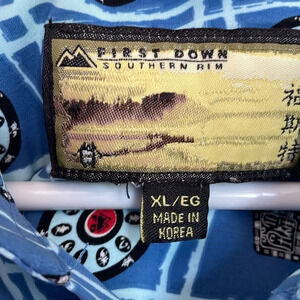 FIRST DOWN
SOUTHERN RIM
福
斯
特
XL/EG
MADE IN
KOREA